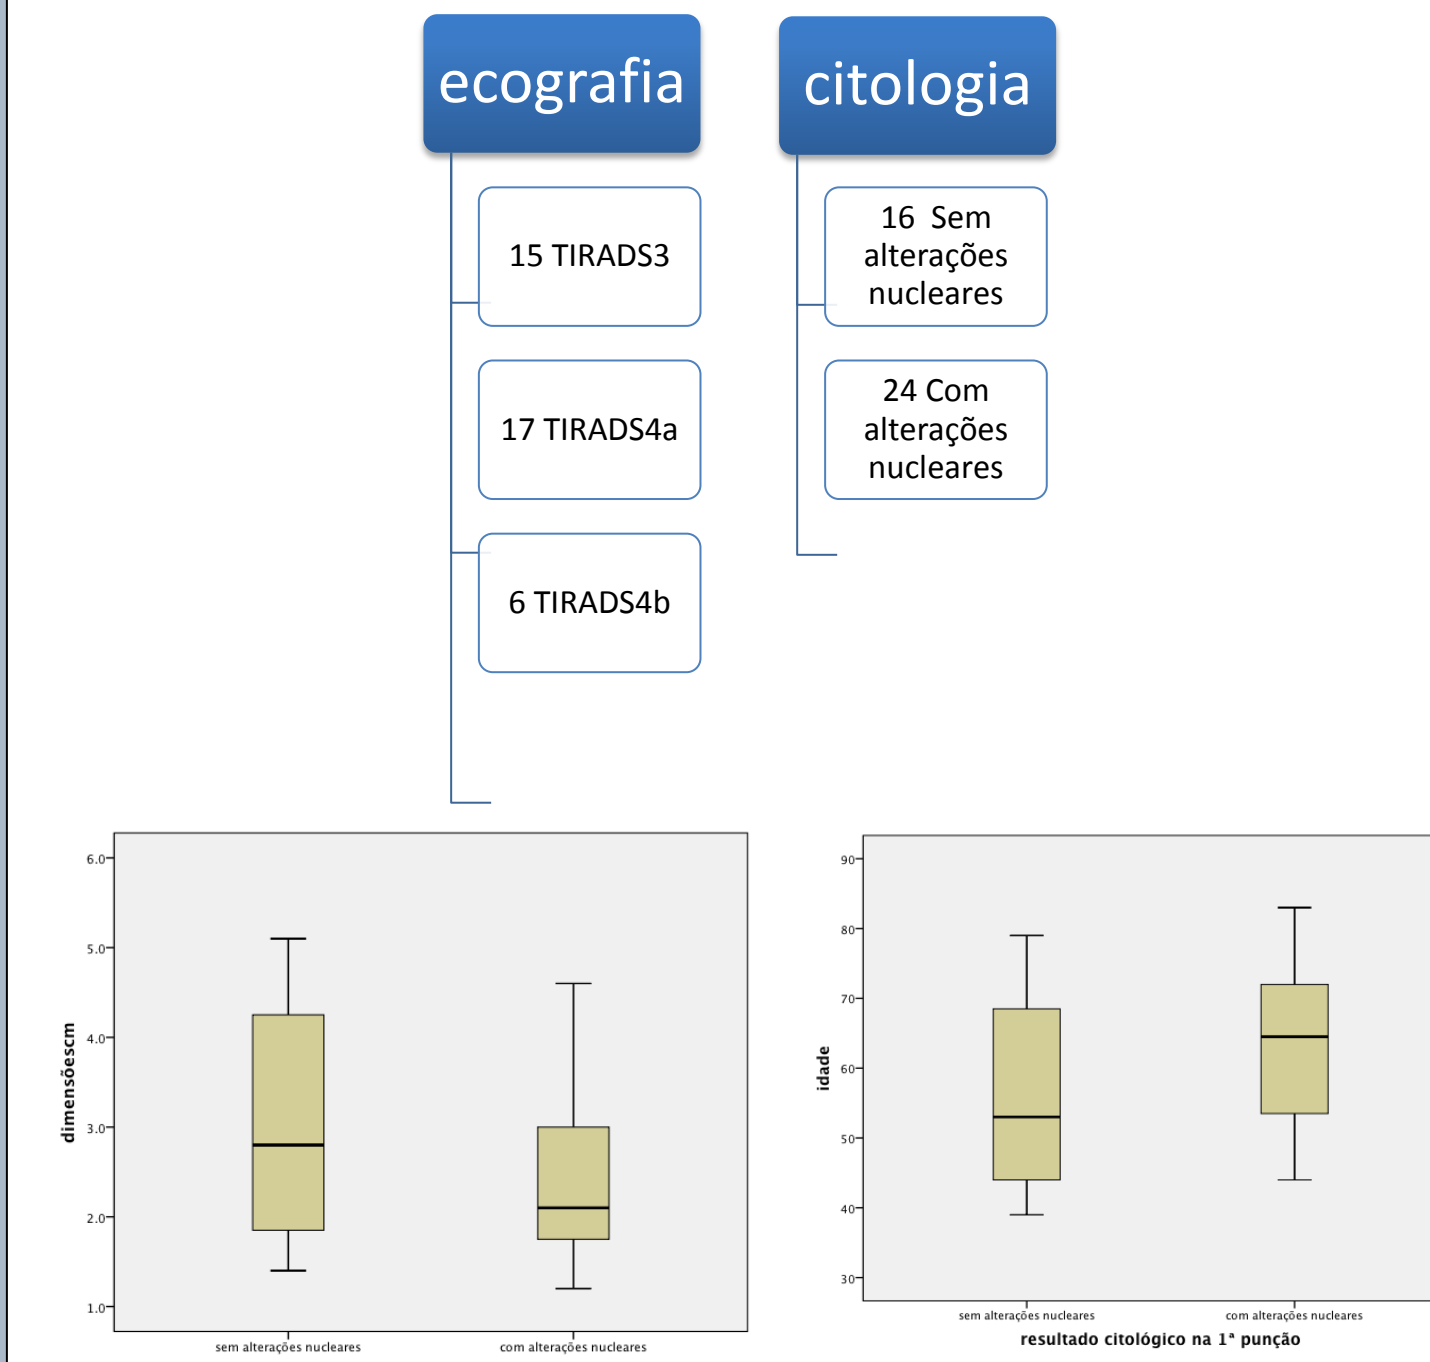 ecografia
15 TIRADS3
17 TIRADS4a
6 TIRADS4b
citologia
16 Sem
alterações
nucleares
24 Com
alterações
nucleares
6.0
5.0
4.0
3.0
2.0
1.0
dimensõescm
sem alterações nucleares
com alterações nucleares
90
80
70
60
50
40
30
idade
sem alterações nucleares
com alterações nucleares
resultado citológico na 1ª punção